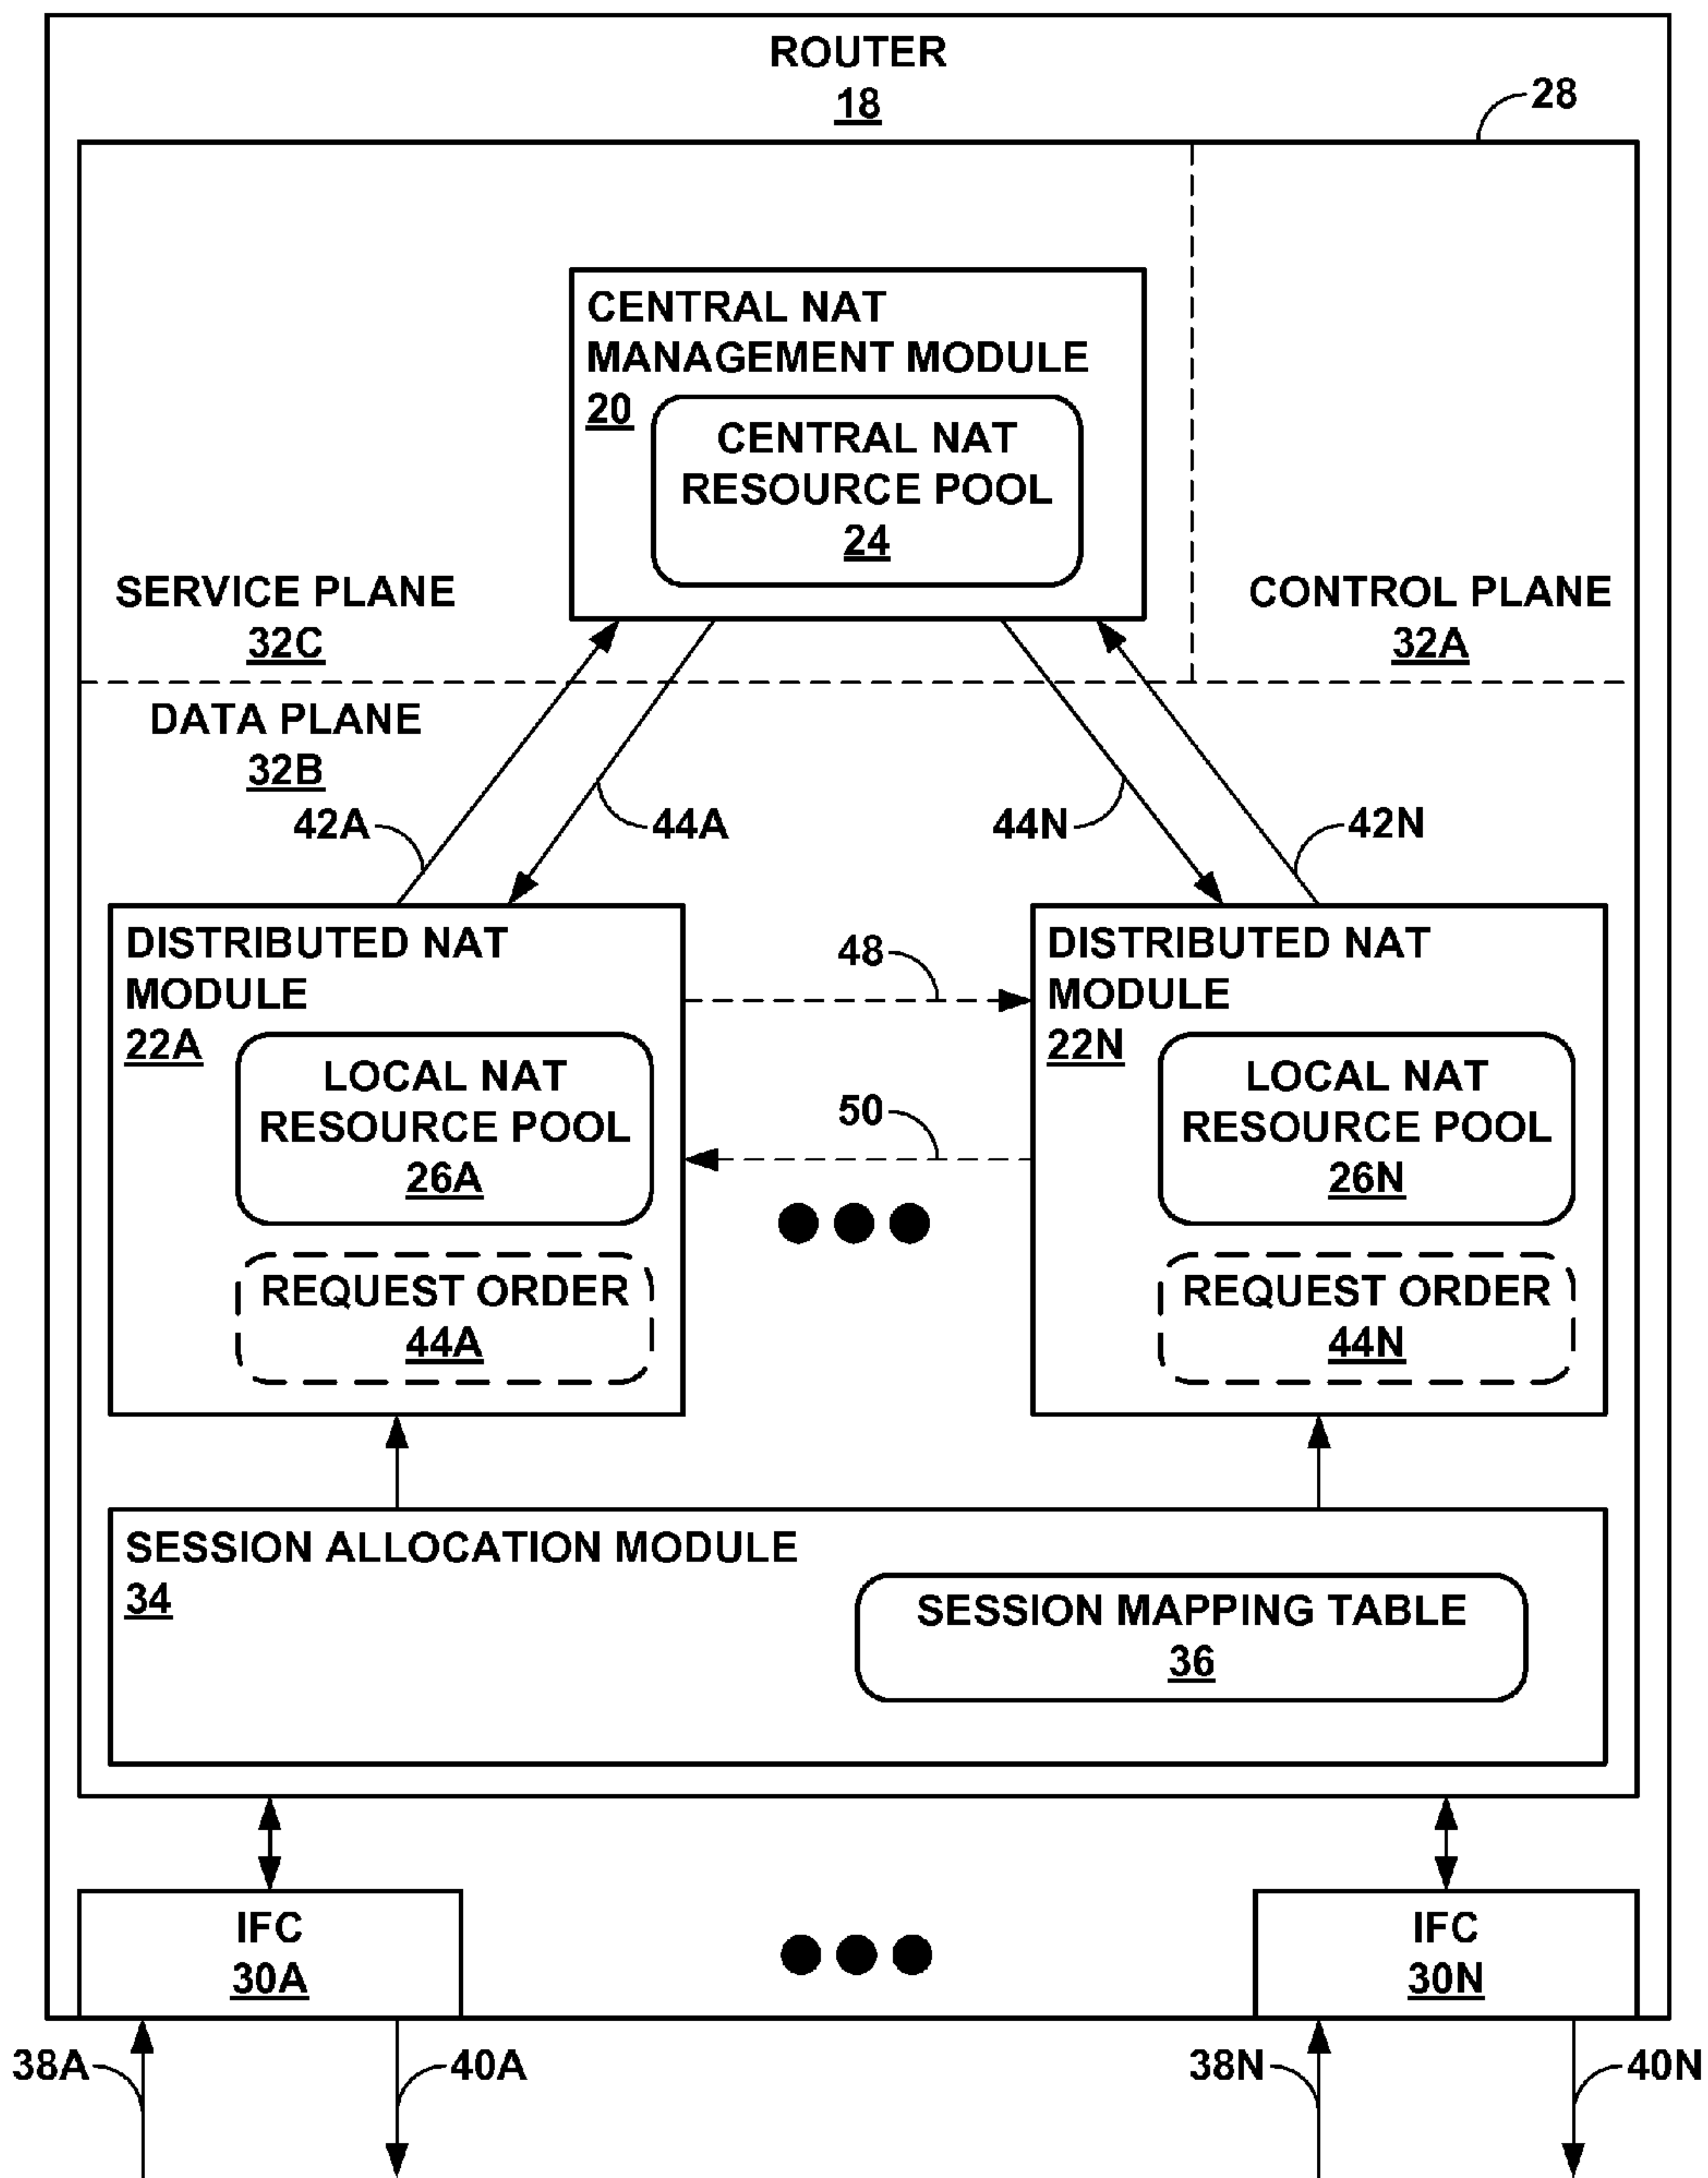 ROUTER
18
28
CENTRAL NAT
MANAGEMENT MODULE
20
CENTRAL NAT
RESOURCE POOL
24
SERVICE PLANE
32C
CONTROL PLANE
32A
DATA PLANE
32B
42A
44A
44N
42N
DISTRIBUTED NAT
MODULE
22A
LOCAL NAT
RESOURCE POOL
26A
REQUEST ORDER
44A
48
50
DISTRIBUTED NAT
MODULE
22N
LOCAL NAT
RESOURCE POOL
26N
REQUEST ORDER
44N
SESSION ALLOCATION MODULE
34
SESSION MAPPING TABLE
36
IFC
30A
IFC
30N
38A
40A
38N
40N